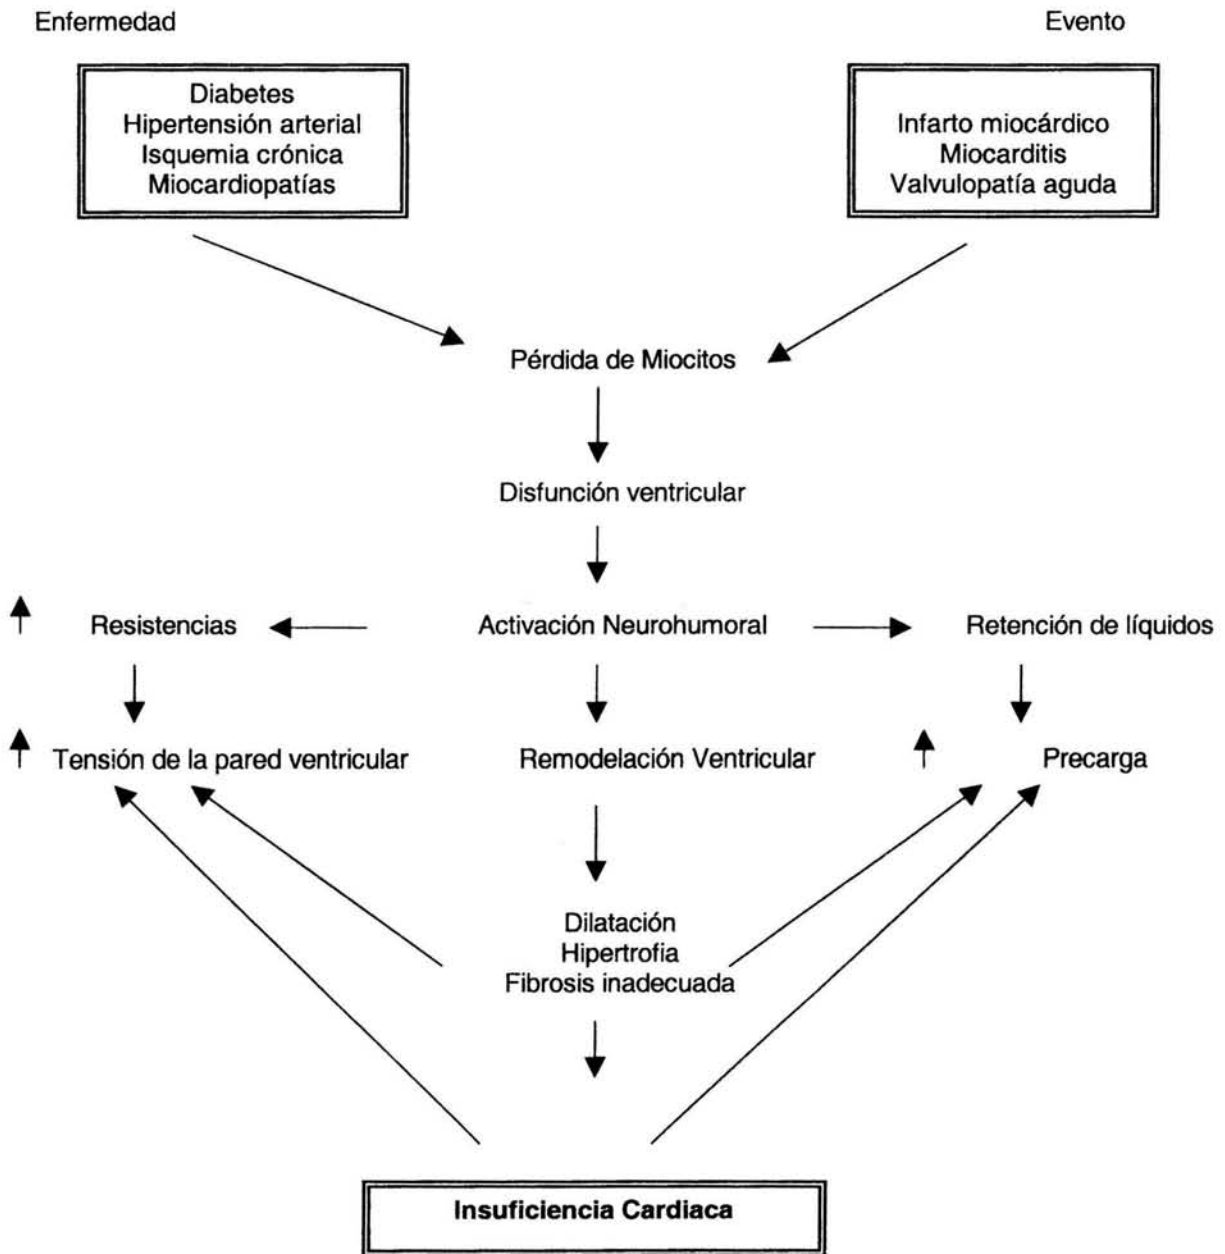 Enfermedad
Evento
Diabetes
Hipertensión arterial
Isquemia crónica
Miocardiopatías
Infarto miocárdico
Miocarditis
Valvulopatía aguda
Pérdida de Miocitos
Disfunción ventricular
Resistencias
Activación Neurohumoral
Retención de líquidos
Tensión de la pared ventricular
Remodelación Ventricular
Precarga
Dilatación
Hipertrofia
Fibrosis inadecuada
Insuficiencia Cardiaca